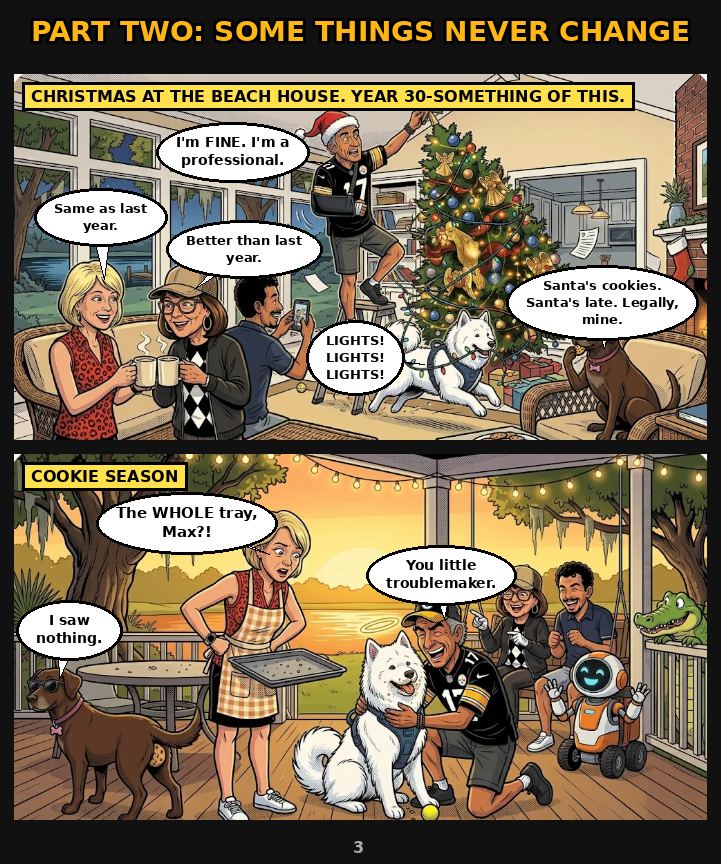 PART TWO: SOME THINGS NEVER CHANGE
CHRISTMAS AT THE BEACH HOUSE. YEAR 30-SOMETHING OF THIS.
I'm FINE. I'm a
professional.
Same as last
year.
Better than last
year.
17
LIGHTS!
LIGHTS!
LIGHTS!
Santa's cookies.
Santa's late. Legally,
mine.
COOKIE SEASON
The WHOLE tray,
Max?!
You little
troublemaker.
I saw
nothing.
17
3